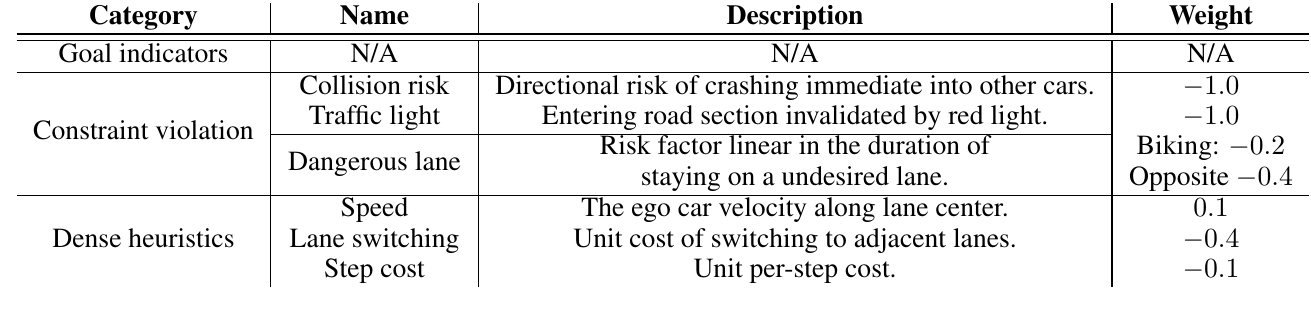 Category Name Description Weight
Goal indicators N/A N/A N/A
Collision risk Directional risk of crashing immediate into other cars. −1.0
Traffic light Entering road section invalidated by red light. −1.0
Constraint violation
Dangerous lane Risk factor linear in the duration of Biking: −0.2
staying on a undesired lane. Opposite −0.4
Speed The ego car velocity along lane center. 0.1
Dense heuristics Lane switching Unit cost of switching to adjacent lanes. −0.4
Step cost Unit per-step cost. −0.1